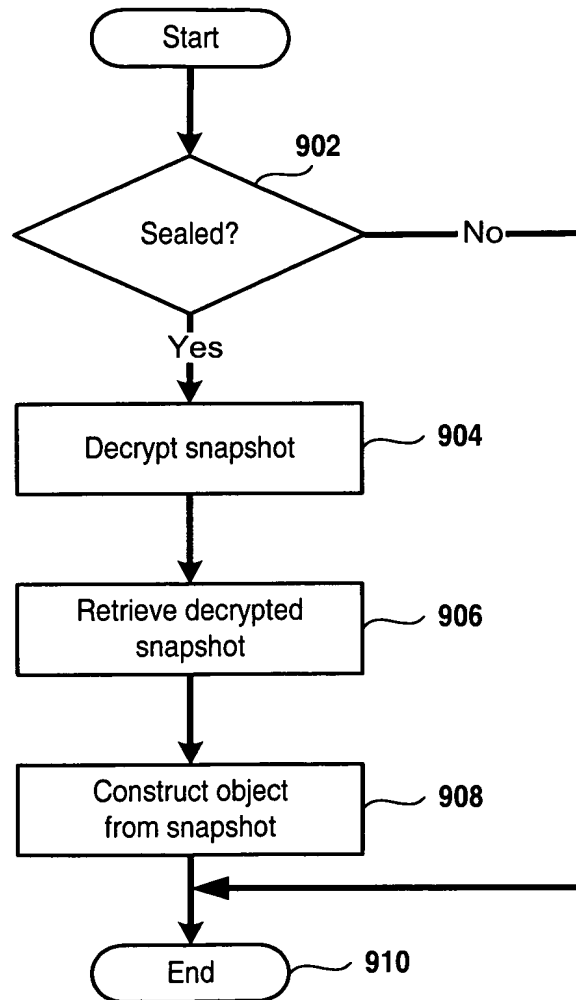 Start
902
Sealed?
No
Yes
Decrypt snapshot
904
Retrieve decrypted
snapshot
906
Construct object
from snapshot
908
End
910